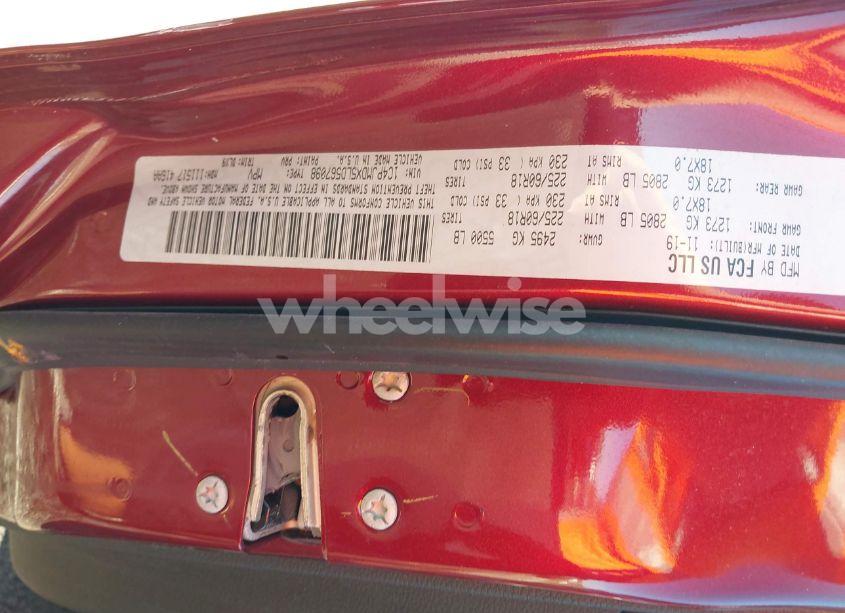 MFD BY FCA US LLC
DATE OF MFR(BUILT): 11-19
GVWR: 2495 KG 5500 LB
GAWR FRONT: 1273 KG 2805 LB WITH 225/60R18 TIRES
18X7.0 RIMS AT 230 KPA ( 33 PSI) COLD
GAWR REAR: 1273 KG 2805 LB WITH 225/60R18 TIRES
18X7.0 RIMS AT 230 KPA ( 33 PSI) COLD
THIS VEHICLE CONFORMS TO ALL APPLICABLE U.S.A. FEDERAL MOTOR VEHICLE SAFETY AND
THEFT PREVENTION STANDARDS IN EFFECT ON THE DATE OF MANUFACTURE SHOWN ABOVE.
VIN: 1C4PJMDX5LD567098 TYPE: MPV MDH: 111517 416AA
VEHICLE MADE IN U.S.A. PAINT: PRV TRIM: DLX9
wheelwise